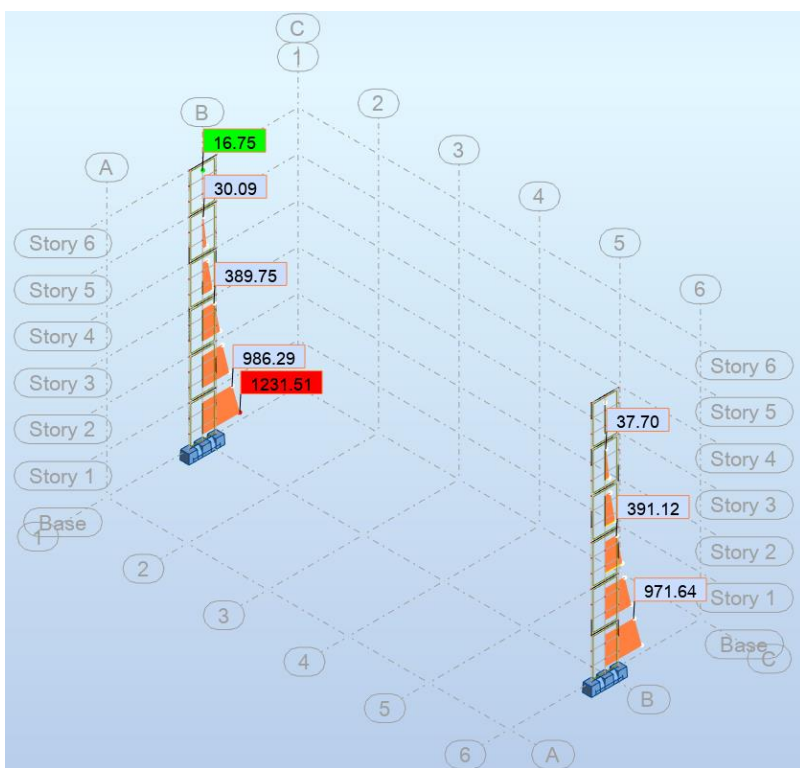 C
1
2
B
16.75
A
3
30.09
4
Story 6
5
389.75
Story 5
6
Story 4
986.29
Story 6
Story 3
1231.51
Story 5
37.70
Story 2
Story 4
Story 1
Story 3
391.12
Base
1
Story 2
2
971.64
Story 1
3
Base
C
4
5
B
6
A